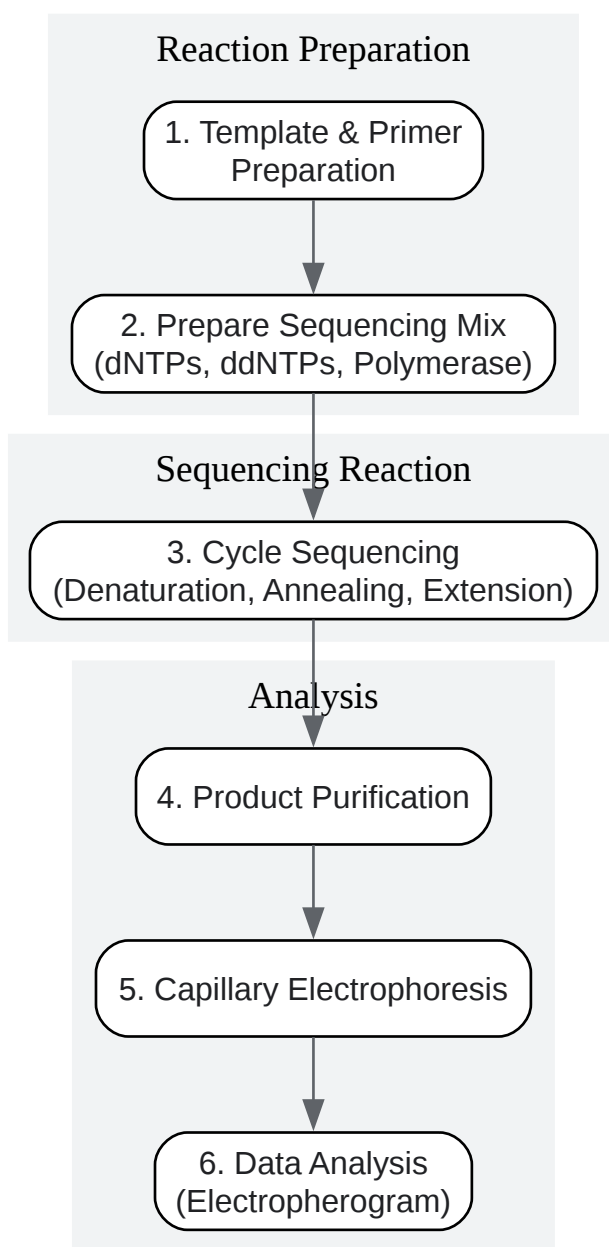 Reaction Preparation
1. Template & Primer
Preparation
2. Prepare Sequencing Mix
(dNTPs, ddNTPs, Polymerase)
Sequencing Reaction
3. Cycle Sequencing
(Denaturation, Annealing, Extension)
Analysis
4. Product Purification
5. Capillary Electrophoresis
6. Data Analysis
(Electropherogram)